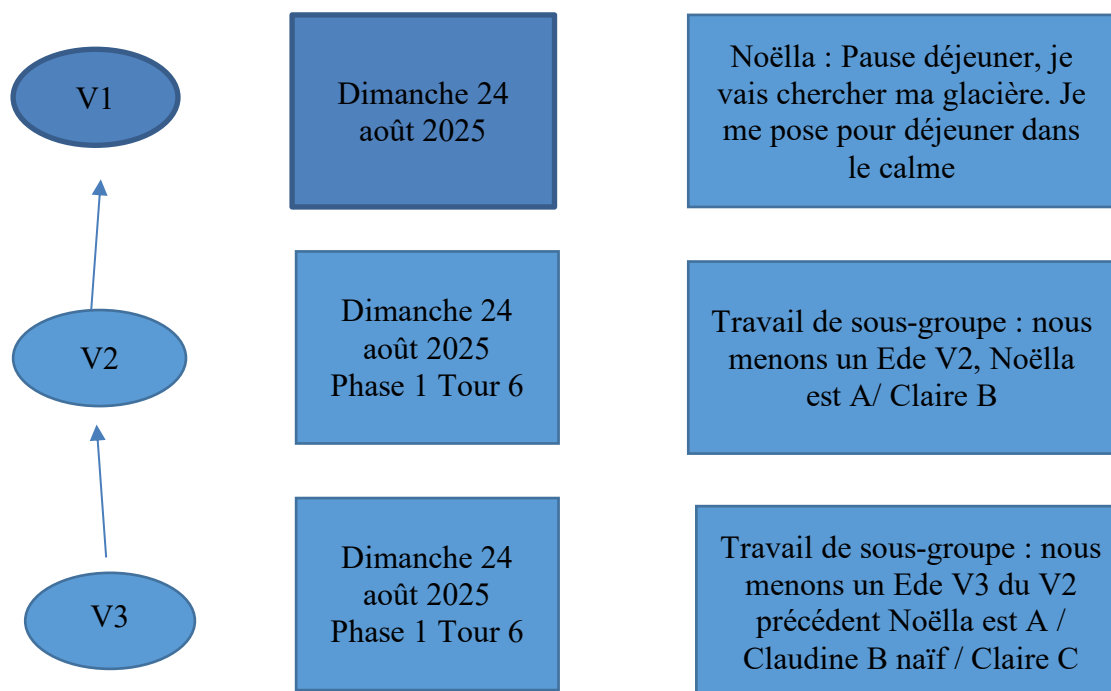 V1
Dimanche 24
août 2025
Noëlla : Pause déjeuner, je
vais chercher ma glacière. Je
me pose pour déjeuner dans
le calme
V2
Dimanche 24
août 2025
Phase 1 Tour 6
Travail de sous-groupe : nous
menons un Ede V2, Noëlla
est A/ Claire B
V3
Dimanche 24
août 2025
Phase 1 Tour 6
Travail de sous-groupe : nous
menons un Ede V3 du V2
précédent Noëlla est A /
Claudine B naïf / Claire C